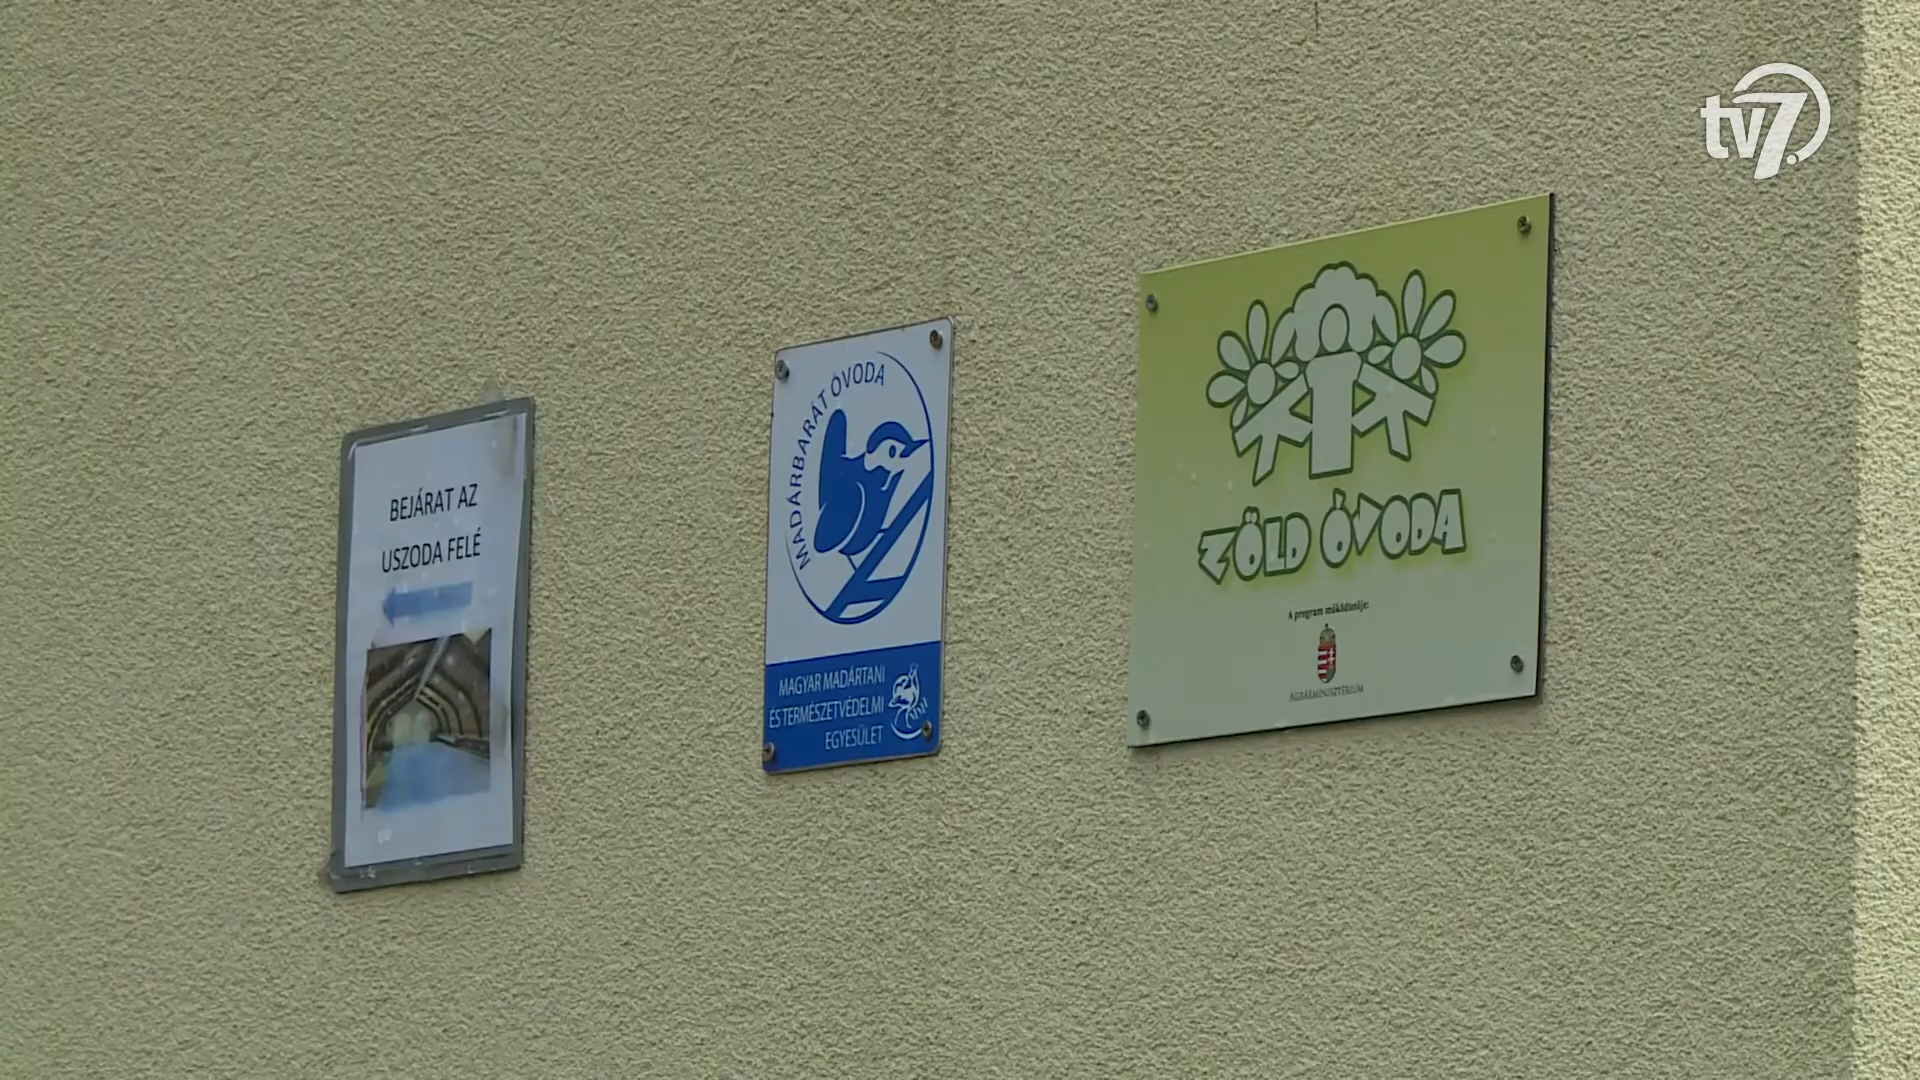 tv7
BEJÁRAT AZ
USZODA FELÉ
MADÁRBARÁT ÓVODA
MAGYAR MADÁRTANI
ÉS TERMÉSZETVÉDELMI
EGYESÜLET
ZÖLD ÓVODA
A program működtetője:
AGRÁRMINISZTÉRIUM